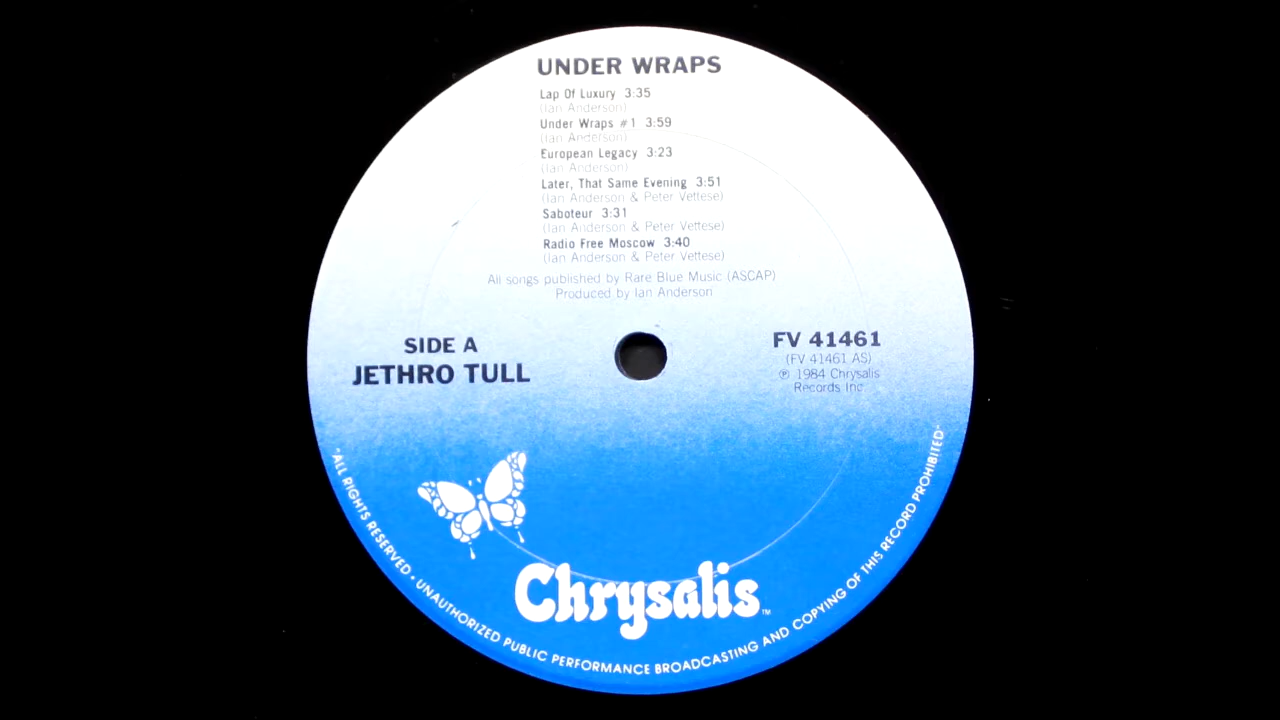 UNDER WRAPS
Lap Of Luxury 3:35
(Ian Anderson)
Under Wraps #1 3:59
(Ian Anderson)
European Legacy 3:23
(Ian Anderson)
Later, That Same Evening 3:51
(Ian Anderson & Peter Vettese)
Saboteur 3:31
(Ian Anderson & Peter Vettese)
Radio Free Moscow 3:40
(Ian Anderson & Peter Vettese)
All songs published by Rare Blue Music (ASCAP)
Produced by Ian Anderson
SIDE A
JETHRO TULL
FV 41461
(FV 41461 AS)
℗ 1984 Chrysalis
Records Inc.
Chrysalis™
"ALL RIGHTS RESERVED • UNAUTHORIZED PUBLIC PERFORMANCE BROADCASTING AND COPYING OF THIS RECORD PROHIBITED"